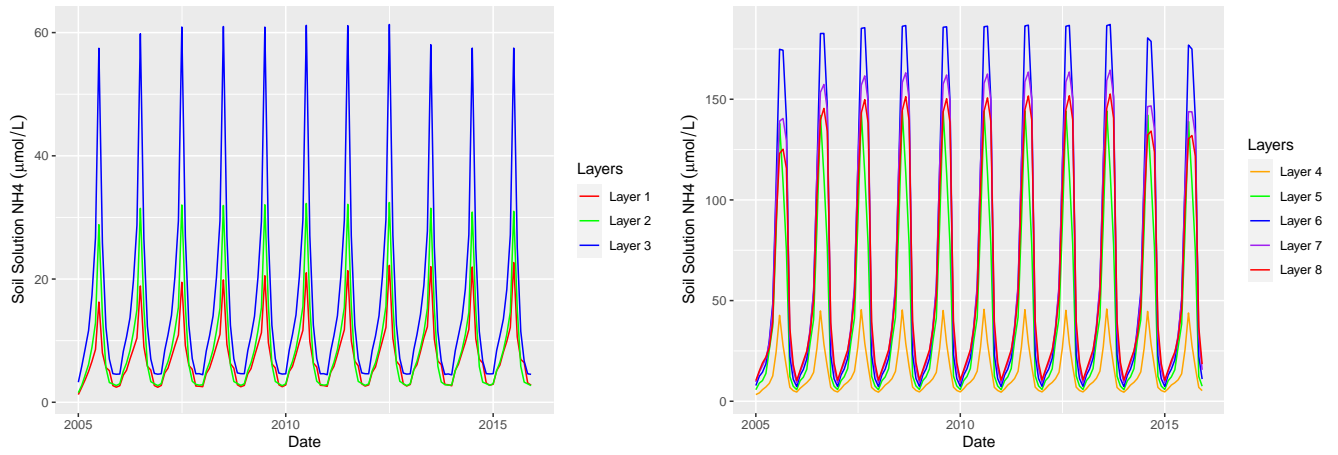 60
40
20
0
Soil Solution NH4 (μmol/L)
2005
2010
2015
Date
Layers
Layer 1
Layer 2
Layer 3
150
100
50
0
Soil Solution NH4 (μmol/L)
2005
2010
2015
Date
Layers
Layer 4
Layer 5
Layer 6
Layer 7
Layer 8